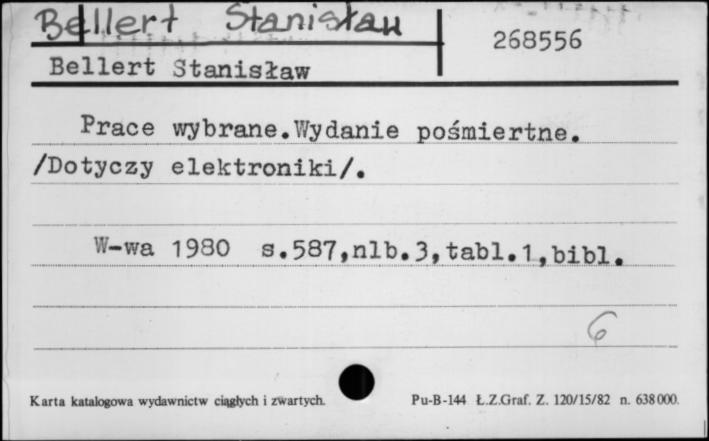 Bellert Stanisław
268556
Bellert Stanisław
Prace wybrane.Wydanie pośmiertne.
/Dotyczy elektroniki/.
W-wa 1980 s.587,nlb.3,tabl.1,bibl.
6
Karta katalogowa wydawnictw ciągłych i zwartych. Pu-B-144 Ł.Z.Graf. Z. 120/15/82 n. 638000.